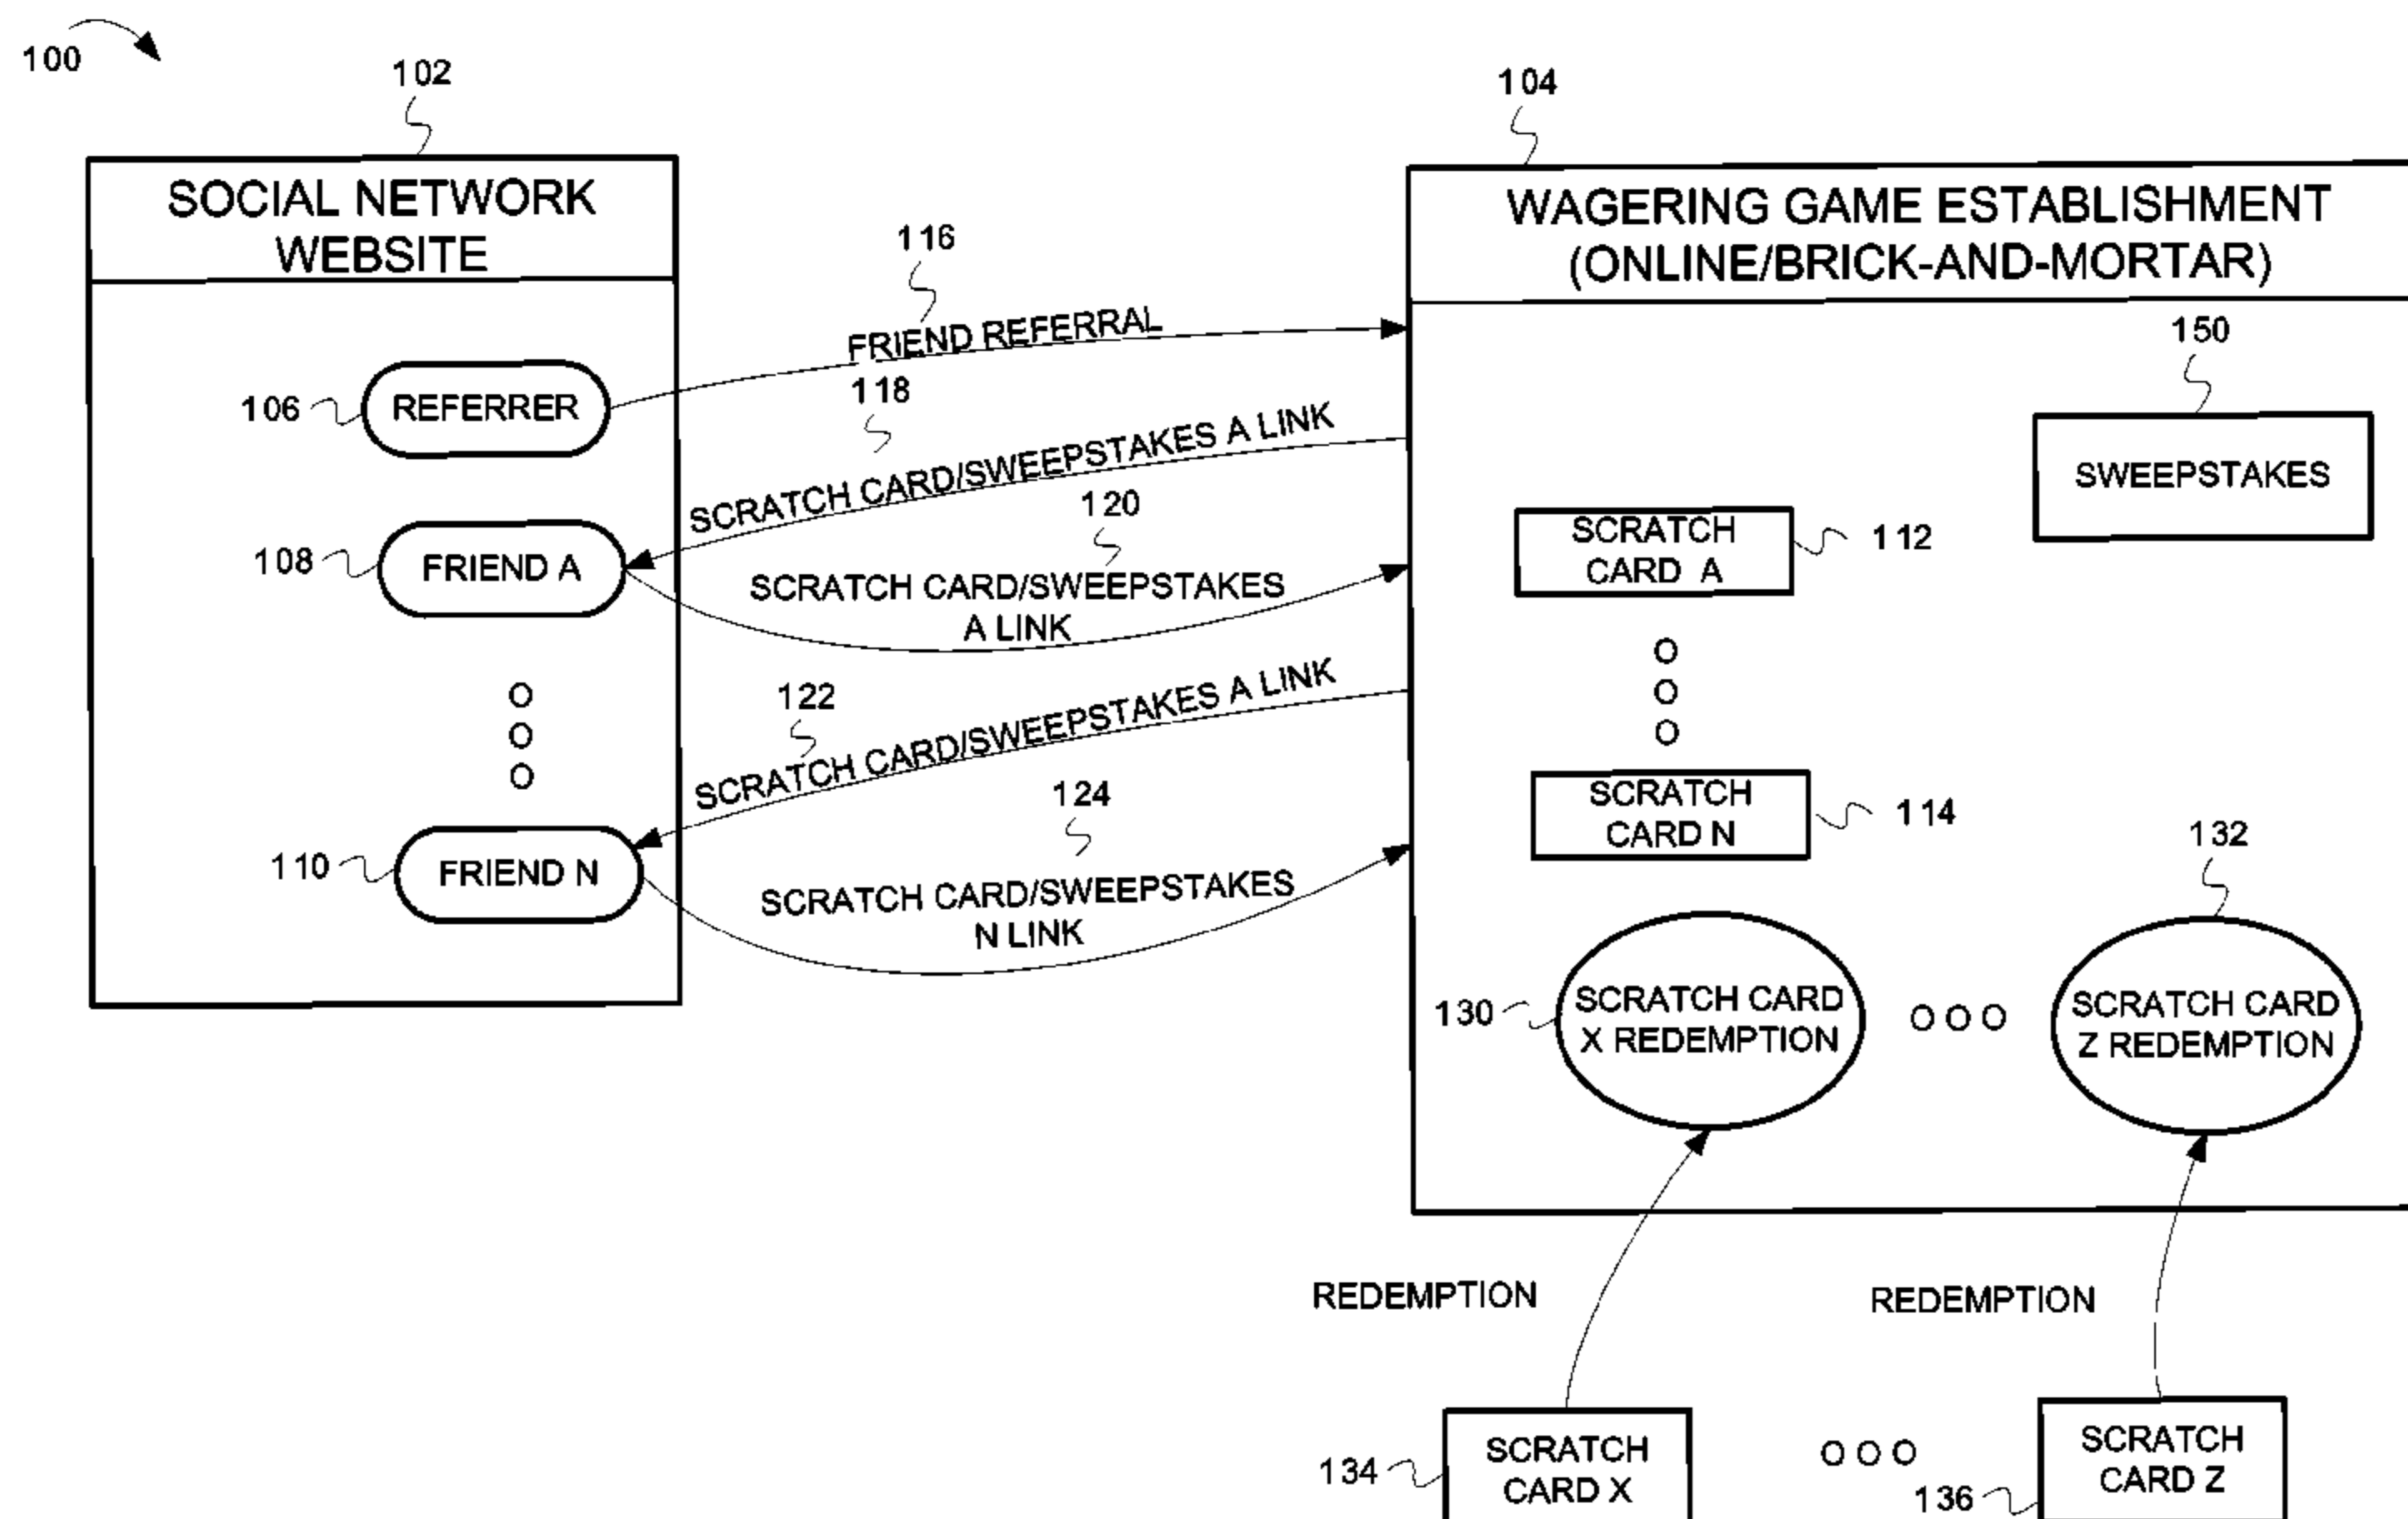 100
102
SOCIAL NETWORK
WEBSITE
106
REFERRER
108
FRIEND A
110
FRIEND N
116
FRIEND REFERRAL
118
SCRATCH CARD/SWEEPSTAKES A LINK
120
SCRATCH CARD/SWEEPSTAKES
A LINK
122
SCRATCH CARD/SWEEPSTAKES A LINK
124
SCRATCH CARD/SWEEPSTAKES
N LINK
104
WAGERING GAME ESTABLISHMENT
(ONLINE/BRICK-AND-MORTAR)
150
SWEEPSTAKES
SCRATCH
CARD A
112
SCRATCH
CARD N
114
132
130
SCRATCH CARD
X REDEMPTION
SCRATCH CARD
Z REDEMPTION
REDEMPTION
REDEMPTION
134
SCRATCH
CARD X
136
SCRATCH
CARD Z